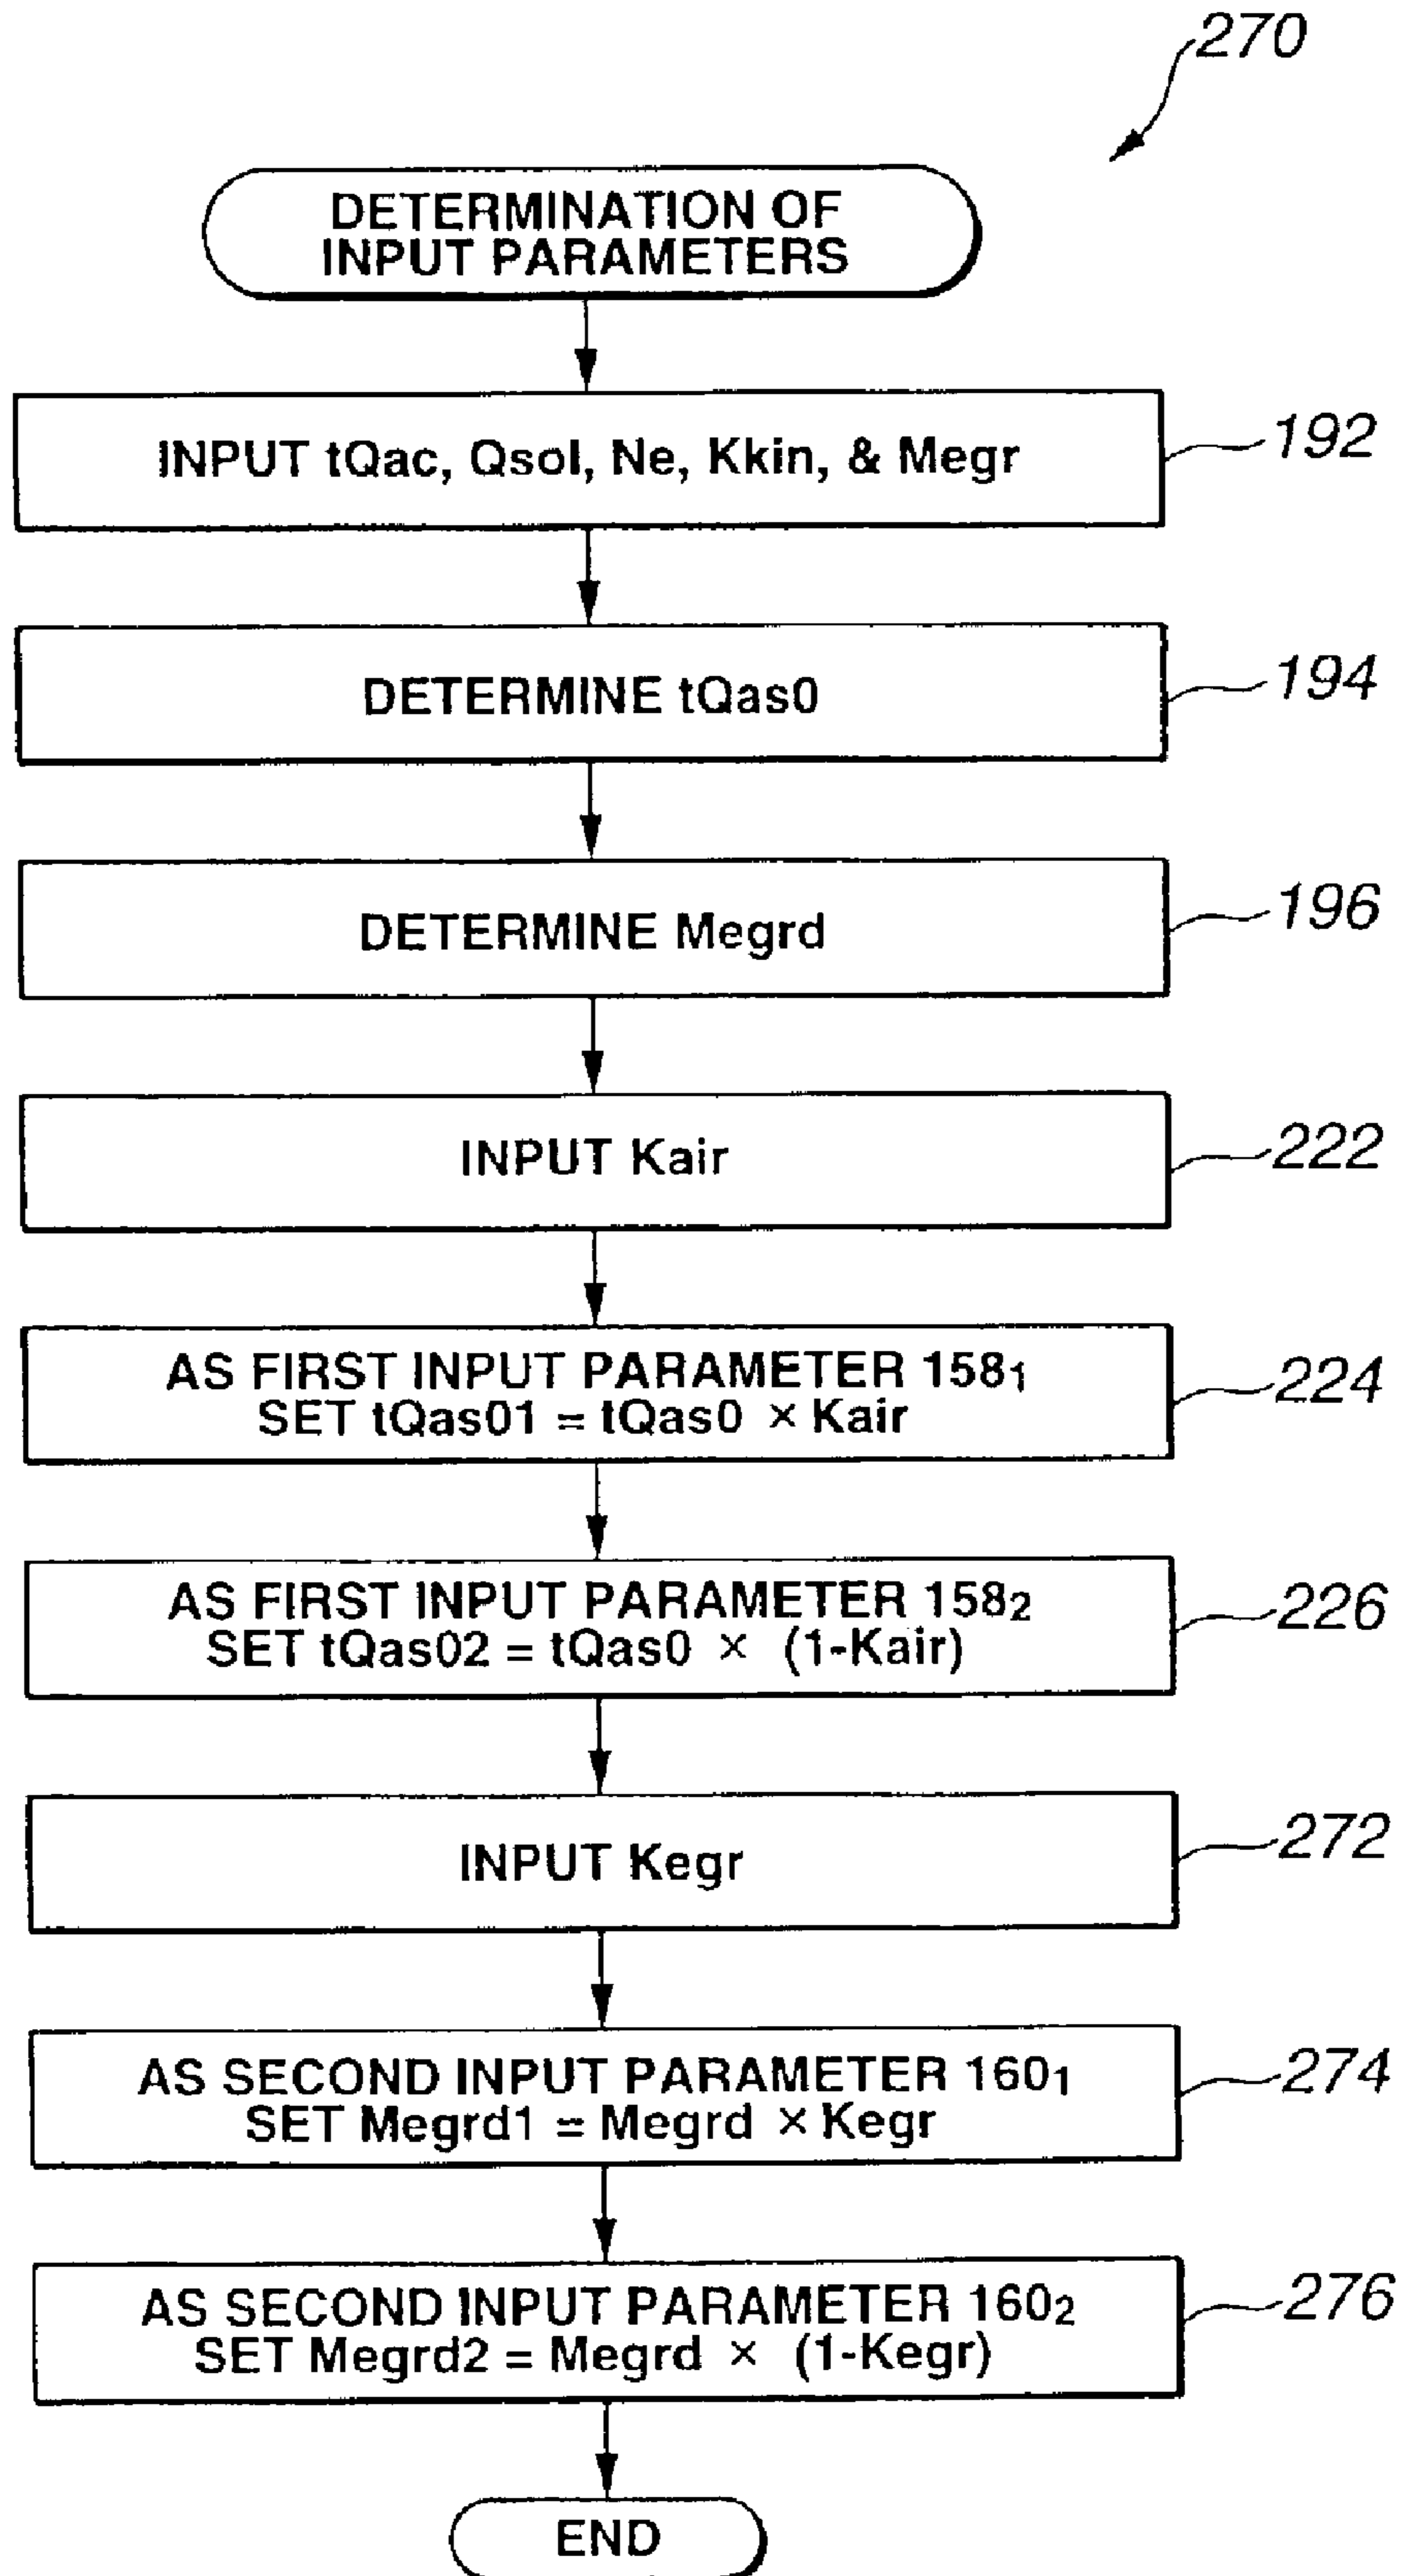 270
DETERMINATION OF
INPUT PARAMETERS
INPUT tQac, Qsol, Ne, Kkin, & Megr
192
DETERMINE tQas0
194
DETERMINE Megrd
196
INPUT Kair
222
AS FIRST INPUT PARAMETER 158₁
SET tQas01 = tQas0 × Kair
224
AS FIRST INPUT PARAMETER 158₂
SET tQas02 = tQas0 × (1-Kair)
226
INPUT Kegr
272
AS SECOND INPUT PARAMETER 160₁
SET Megrd1 = Megrd × Kegr
274
AS SECOND INPUT PARAMETER 160₂
SET Megrd2 = Megrd × (1-Kegr)
276
END